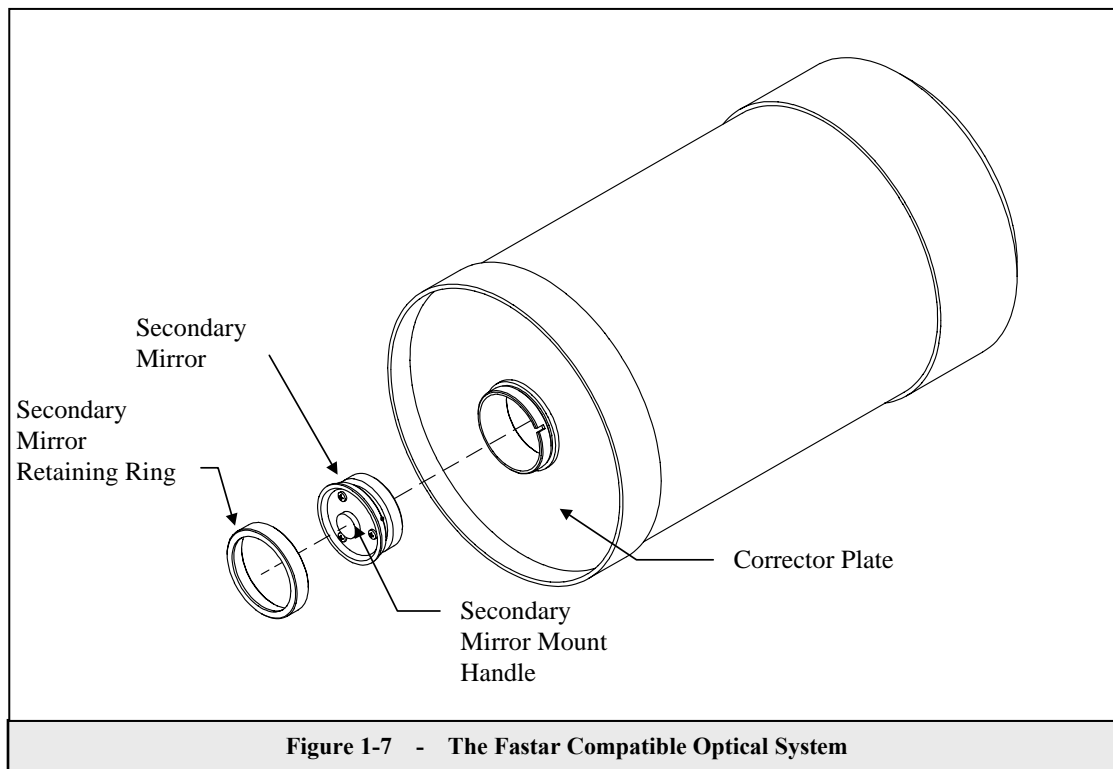 Secondary
Mirror
Secondary
Mirror
Retaining Ring
Corrector Plate
Secondary
Mirror Mount
Handle
Figure 1-7 - The Fastar Compatible Optical System